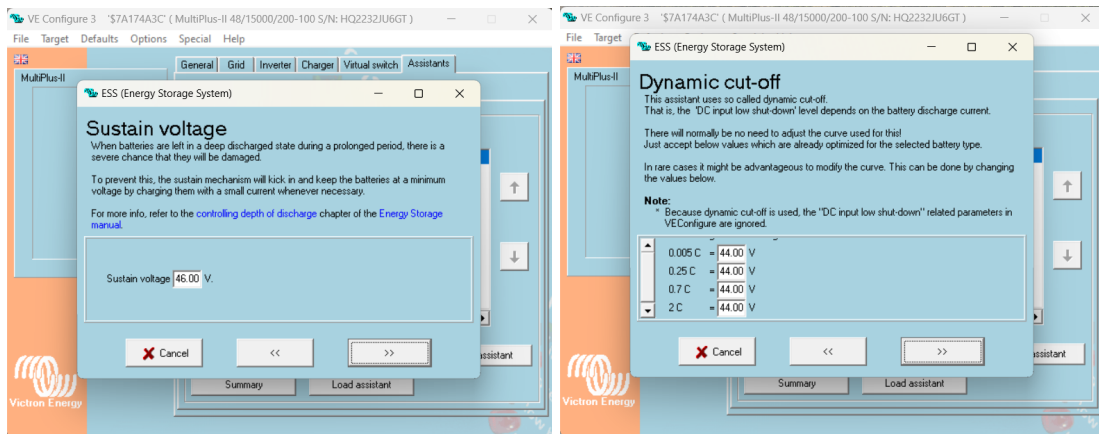 VE Configure 3 '$7A174A3C' ( MultiPlus-II 48/15000/200-100 S/N: HQ2232JU6GT )
File Target Defaults Options Special Help
MultiPlus-II
General Grid Inverter Charger Virtual switch Assistants
ESS (Energy Storage System)
Sustain voltage
When batteries are left in a deep discharged state during a prolonged period, there is a
severe chance that they will be damaged.
To prevent this, the sustain mechanism will kick in and keep the batteries at a minimum
voltage by charging them with a small current whenever necessary.
For more info, refer to the controlling depth of discharge chapter of the Energy Storage
manual.
Sustain voltage 46.00 V.
Cancel << >>
assistant
Summary Load assistant
Victron Energy
VE Configure 3 '$7A174A3C' ( MultiPlus-II 48/15000/200-100 S/N: HQ2232JU6GT )
File Target
MultiPlus-II
ESS (Energy Storage System)
Dynamic cut-off
This assistant uses so called dynamic cut-off.
That is, the 'DC input low shut-down' level depends on the battery discharge current.
There will normally be no need to adjust the curve used for this!
Just accept below values which are already optimized for the selected battery type.
In rare cases it might be advantageous to modify the curve. This can be done by changing
the values below.
Note:
* Because dynamic cut-off is used, the "DC input low shut-down" related parameters in
VEConfigure are ignored.
0.005 C = 44.00 V
0.25 C = 44.00 V
0.7 C = 44.00 V
2 C = 44.00 V
Cancel << >>
assistant
Summary Load assistant
Victron Energy